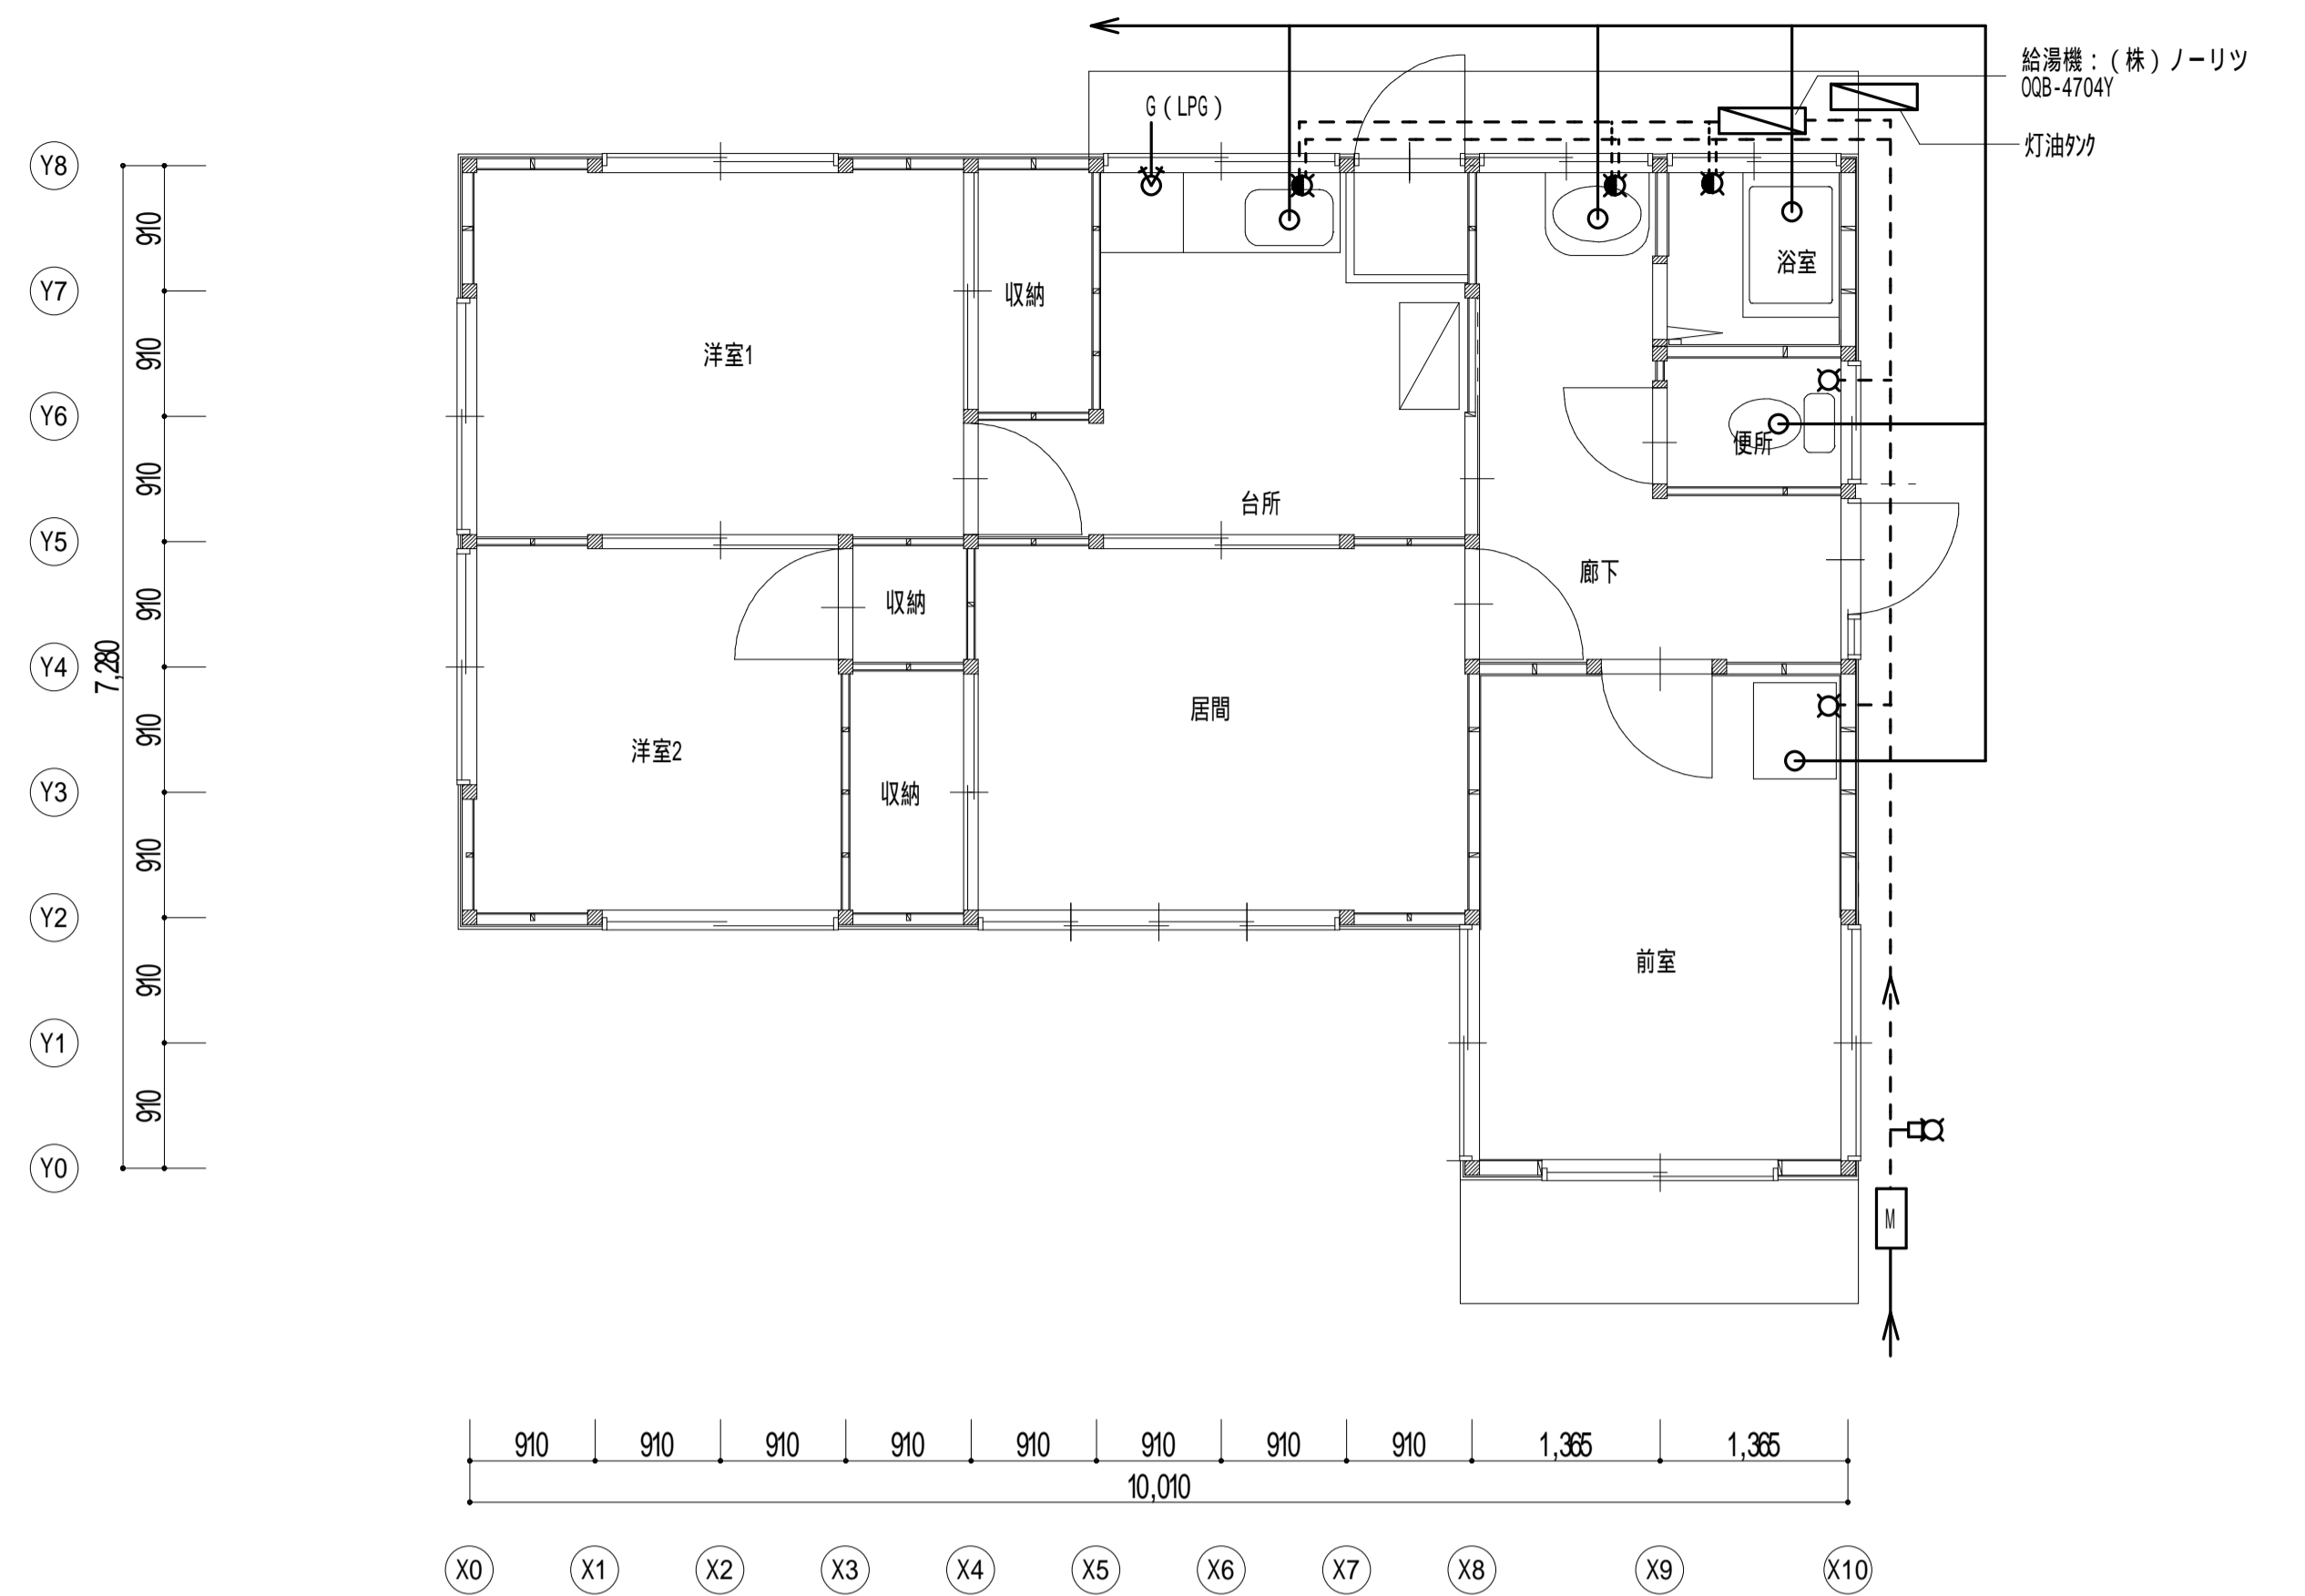 給湯機：（株）ノーリツ
OQB-4704Y
灯油ﾀﾝｸ
G（LPG）
Y8
910
浴室
Y7
収納
910
洋室1
Y6
便所
910
台所
Y5
廊下
910
収納
7,280
Y4
居間
910
洋室2
Y3
収納
910
Y2
前室
910
Y1
910
Y0
M
910 910 910 910 910 910 910 910 1,365 1,365
10,010
X0 X1 X2 X3 X4 X5 X6 X7 X8 X9 X10